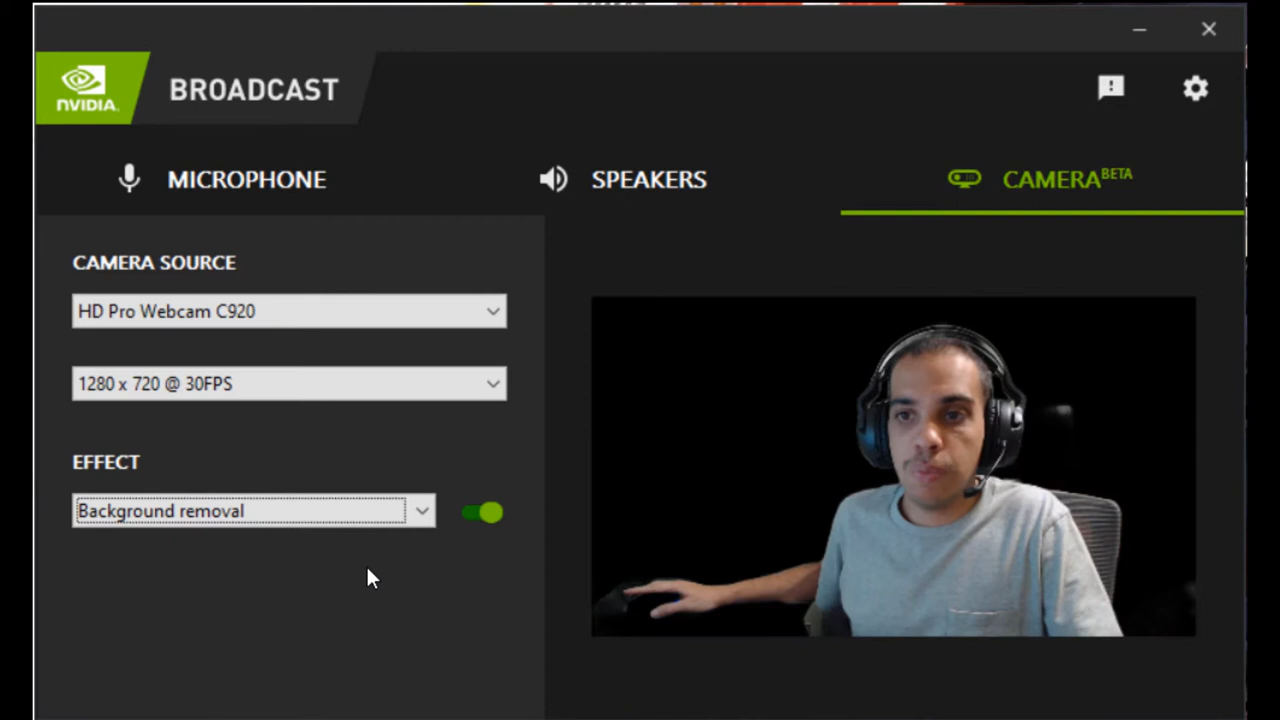 NVIDIA.
BROADCAST
MICROPHONE
SPEAKERS
CAMERA BETA
CAMERA SOURCE
HD Pro Webcam C920
1280 x 720 @ 30FPS
EFFECT
Background removal